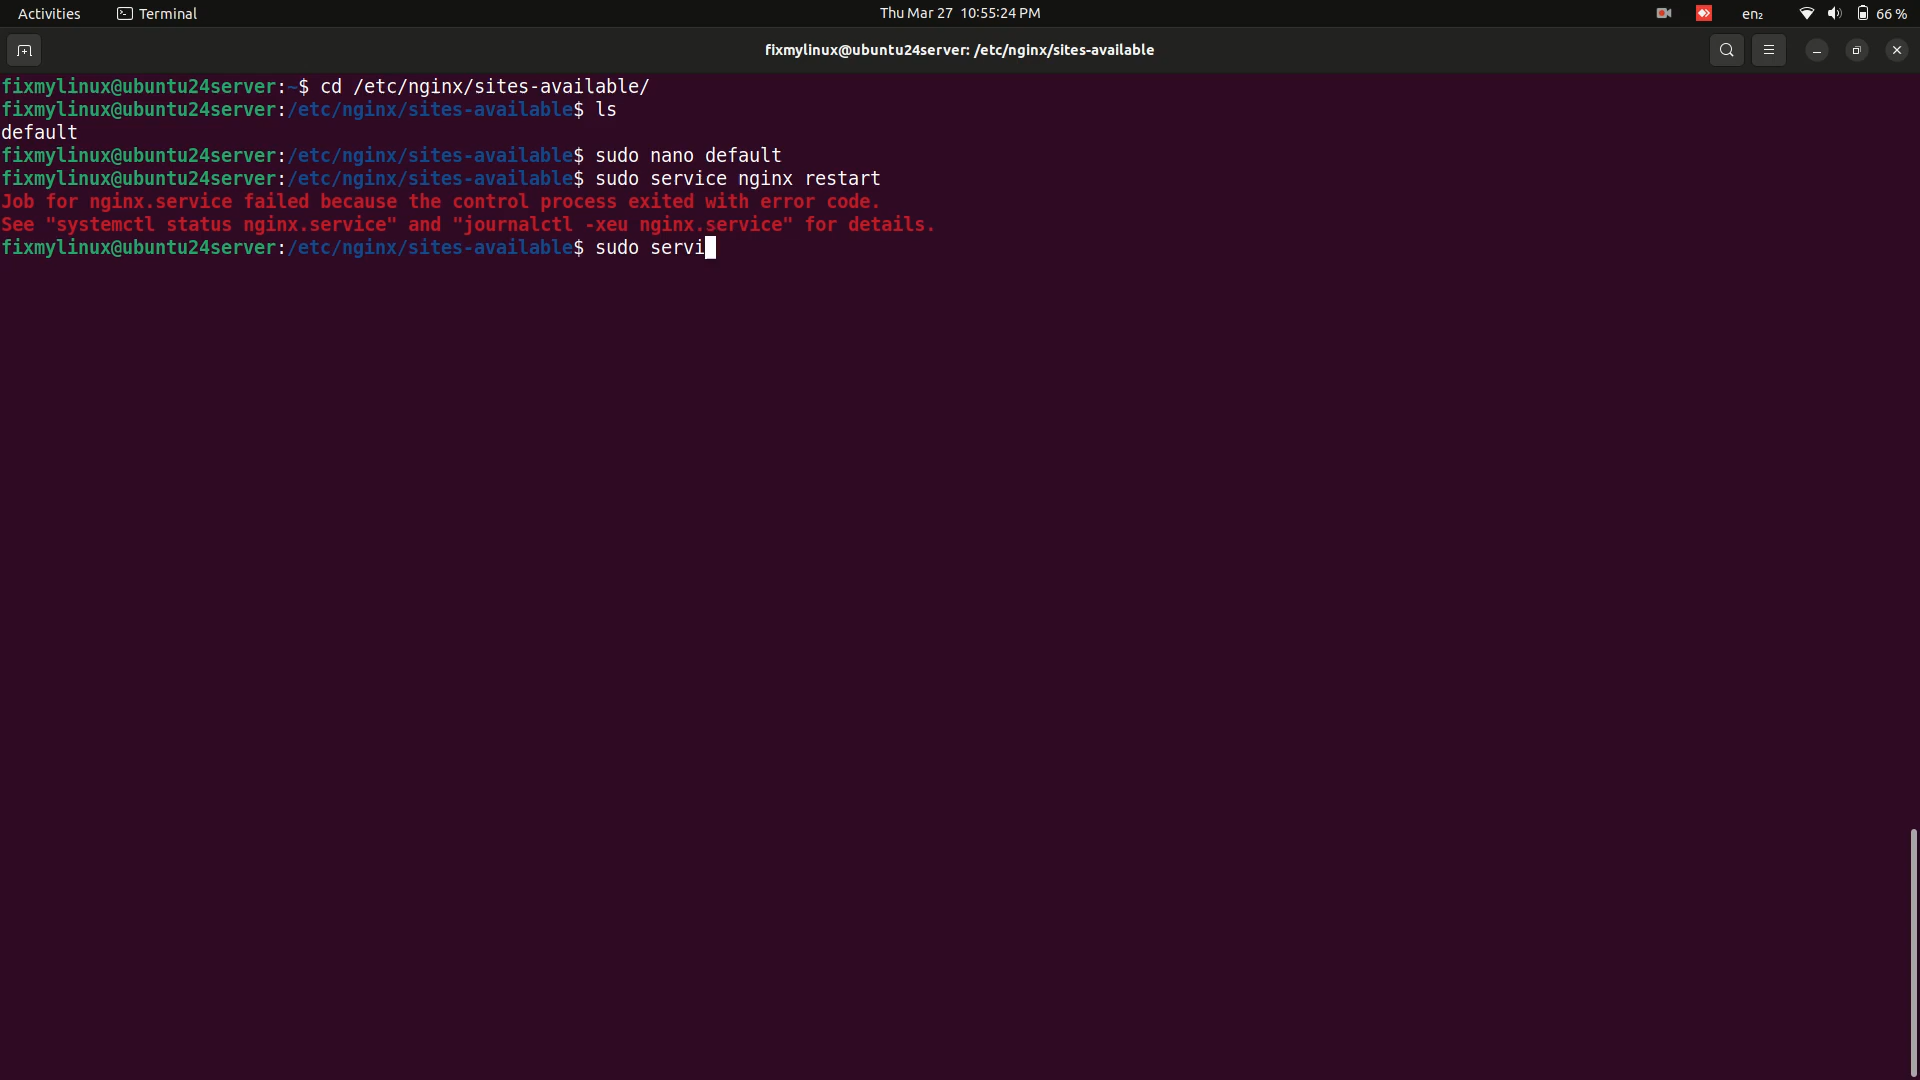 Activities Terminal Thu Mar 27 10:55:24 PM en₂ 66 %
fixmylinux@ubuntu24server: /etc/nginx/sites-available
fixmylinux@ubuntu24server:~$ cd /etc/nginx/sites-available/
fixmylinux@ubuntu24server:/etc/nginx/sites-available$ ls
default
fixmylinux@ubuntu24server:/etc/nginx/sites-available$ sudo nano default
fixmylinux@ubuntu24server:/etc/nginx/sites-available$ sudo service nginx restart
Job for nginx.service failed because the control process exited with error code.
See "systemctl status nginx.service" and "journalctl -xeu nginx.service" for details.
fixmylinux@ubuntu24server:/etc/nginx/sites-available$ sudo servi